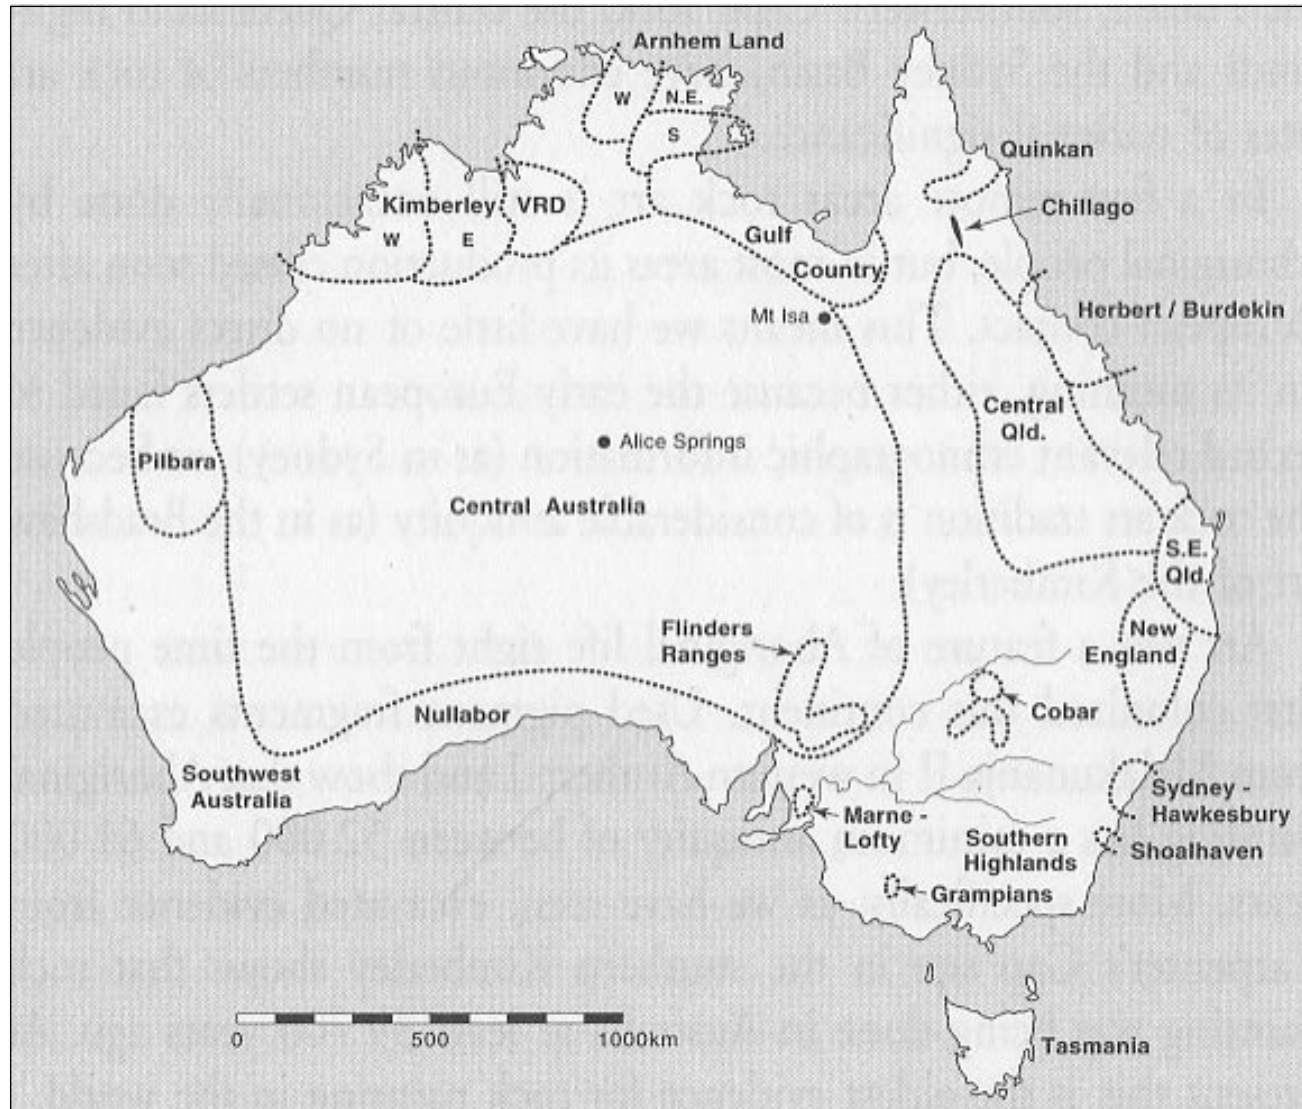 Arnhem Land
W
N.E.
S
Quinkan
Chillago
Kimberley
VRD
W
E
Gulf
Country
Mt Isa
Herbert / Burdekin
Central
Qld.
Alice Springs
Pilbara
Central Australia
S.E.
Qld.
Flinders
Ranges
New
England
Nullabor
Cobar
Southwest
Australia
Sydney -
Hawkesbury
Marne -
Lofty
Southern
Highlands
Shoalhaven
Grampians
0 500 1000km
Tasmania